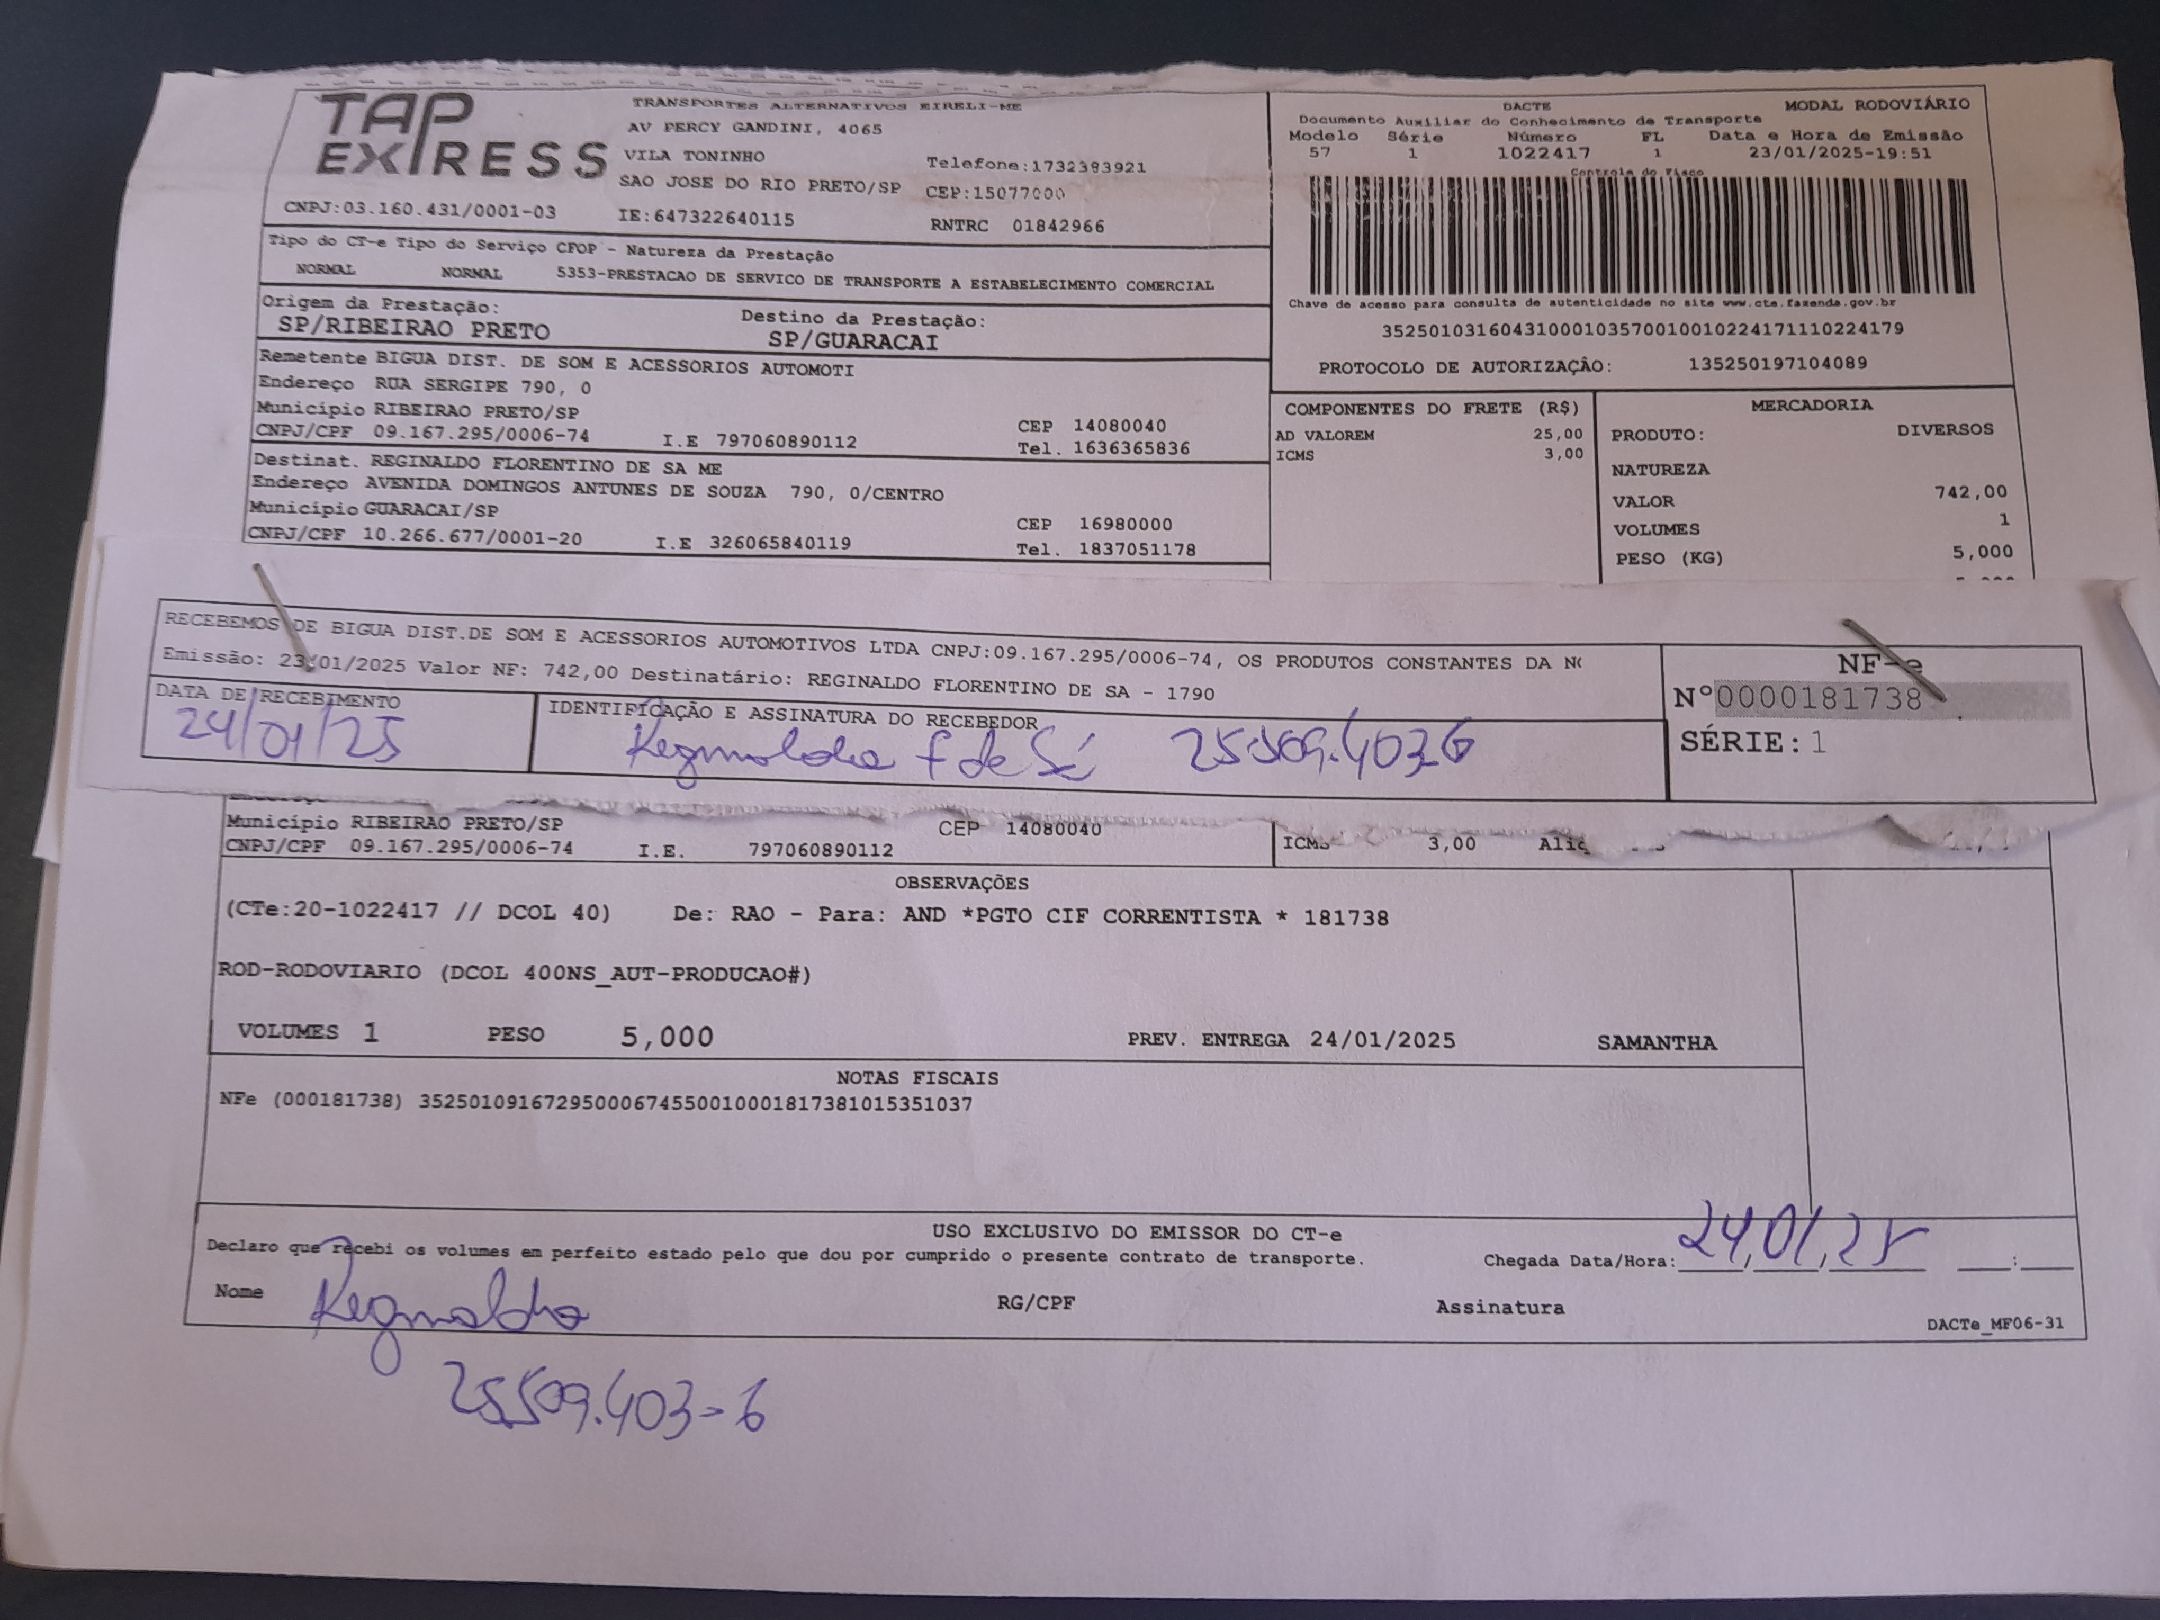 TAP EXPRESS
TRANSPORTES ALTERNATIVOS EIRELI-ME
AV PERCY GANDINI, 4065
VILA TONINHO
Telefone:1732383921
SAO JOSE DO RIO PRETO/SP CEP:15077000
CNPJ:03.160.431/0001-03 IE:647322640115 RNTRC 01842966
DACTE MODAL RODOVIÁRIO
Documento Auxiliar do Conhecimento de Transporte
Modelo Série Número FL Data e Hora de Emissão
57 1 1022417 1 23/01/2025-19:51
Controle do Fisco
Chave de acesso para consulta de autenticidade no site www.cte.fazenda.gov.br
35250103160431000103570010010224171110224179
PROTOCOLO DE AUTORIZAÇÃO: 135250197104089
Tipo do CT-e Tipo do Serviço CFOP - Natureza da Prestação
NORMAL NORMAL 5353-PRESTACAO DE SERVICO DE TRANSPORTE A ESTABELECIMENTO COMERCIAL
Origem da Prestação: Destino da Prestação:
SP/RIBEIRAO PRETO SP/GUARACAI
Remetente BIGUA DIST. DE SOM E ACESSORIOS AUTOMOTI
Endereço RUA SERGIPE 790, 0
Município RIBEIRAO PRETO/SP CEP 14080040
CNPJ/CPF 09.167.295/0006-74 I.E 797060890112 Tel. 1636365836
Destinat. REGINALDO FLORENTINO DE SA ME
Endereço AVENIDA DOMINGOS ANTUNES DE SOUZA 790, 0/CENTRO
Município GUARACAI/SP CEP 16980000
CNPJ/CPF 10.266.677/0001-20 I.E 326065840119 Tel. 1837051178
COMPONENTES DO FRETE (R$)
AD VALOREM 25,00
ICMS 3,00
MERCADORIA
PRODUTO: DIVERSOS
NATUREZA
VALOR 742,00
VOLUMES 1
PESO (KG) 5,000
RECEBEMOS DE BIGUA DIST.DE SOM E ACESSORIOS AUTOMOTIVOS LTDA CNPJ:09.167.295/0006-74, OS PRODUTOS CONSTANTES DA
Emissão: 23/01/2025 Valor NF: 742,00 Destinatário: REGINALDO FLORENTINO DE SA - 1790
DATA DE RECEBIMENTO IDENTIFICAÇÃO E ASSINATURA DO RECEBEDOR
24/01/25 Reginaldo F de Sá 25.509.403-6
NF-e
N°0000181738
SÉRIE:1
Município RIBEIRAO PRETO/SP CEP 14080040
CNPJ/CPF 09.167.295/0006-74 I.E. 797060890112
ICMS 3,00
OBSERVAÇÕES
(CTe:20-1022417 // DCOL 40) De: RAO - Para: AND *PGTO CIF CORRENTISTA * 181738
ROD-RODOVIARIO (DCOL 400NS_AUT-PRODUCAO#)
VOLUMES 1 PESO 5,000 PREV. ENTREGA 24/01/2025 SAMANTHA
NOTAS FISCAIS
NFe (000181738) 35250109167295000674550010001817381015351037
USO EXCLUSIVO DO EMISSOR DO CT-e
Declaro que recebi os volumes em perfeito estado pelo que dou por cumprido o presente contrato de transporte.
Chegada Data/Hora: 24/01/25 :
Nome Reginaldo RG/CPF Assinatura
DACTe_MF06-31
25.509.403-6